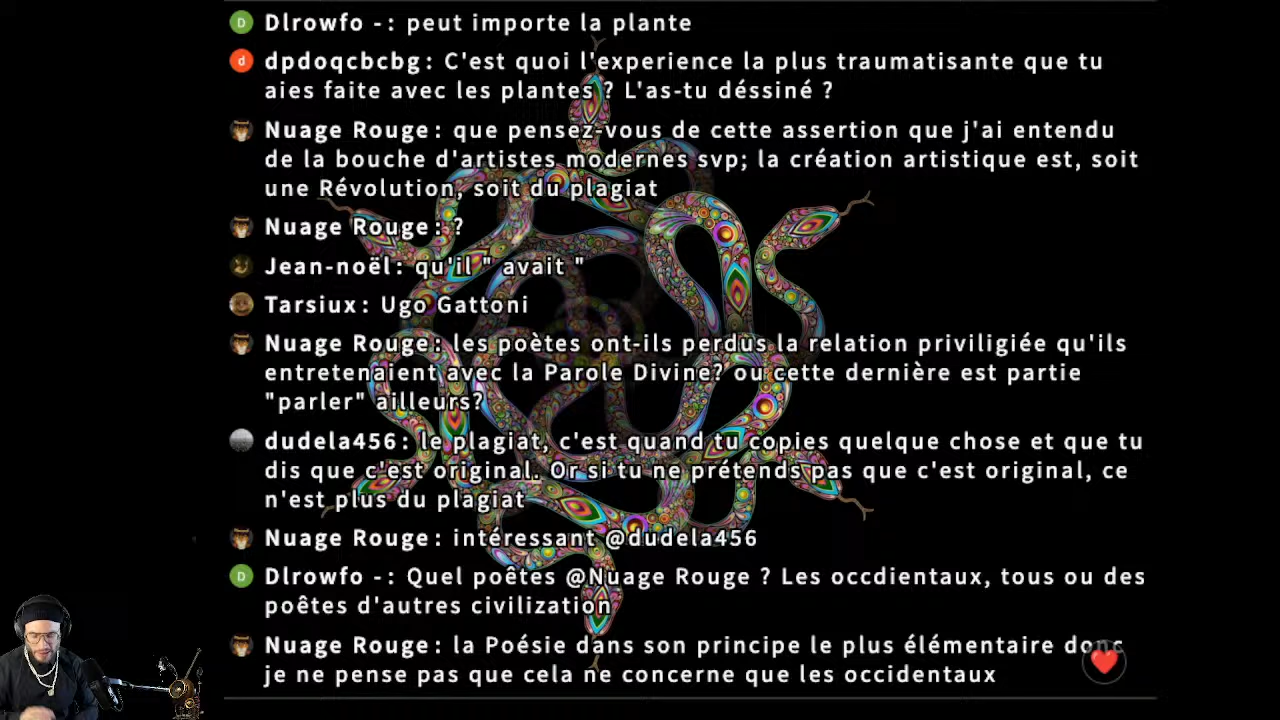 Dlrowfo -: peut importe la plante
dpdoqcbcbg: C'est quoi l'experience la plus traumatisante que tu
aies faite avec les plantes ? L'as-tu déssiné ?
Nuage Rouge: que pensez-vous de cette assertion que j'ai entendu
de la bouche d'artistes modernes svp; la création artistique est, soit
une Révolution, soit du plagiat
Nuage Rouge: ?
Jean-noël: qu'il " avait "
Tarsiux: Ugo Gattoni
Nuage Rouge: les poètes ont-ils perdus la relation priviligiée qu'ils
entretenaient avec la Parole Divine? ou cette dernière est partie
"parler" ailleurs?
dudela456: le plagiat, c'est quand tu copies quelque chose et que tu
dis que c'est original. Or si tu ne prétends pas que c'est original, ce
n'est plus du plagiat
Nuage Rouge: intéressant @dudela456
Dlrowfo -: Quel poêtes @Nuage Rouge ? Les occdientaux, tous ou des
poêtes d'autres civilization
Nuage Rouge: la Poésie dans son principe le plus élémentaire donc
je ne pense pas que cela ne concerne que les occidentaux